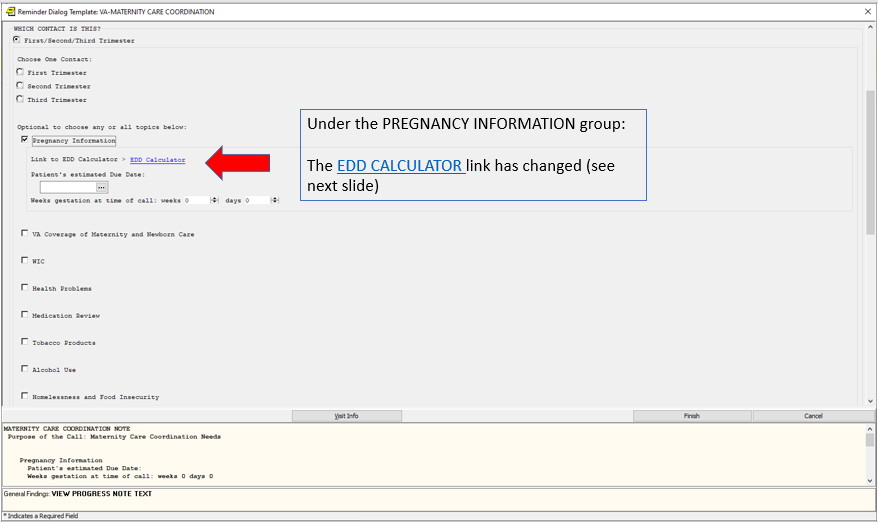 Reminder Dialog Template: VA-MATERNITY CARE COORDINATION
WHICH CONTACT IS THIS?
First/Second/Third Trimester
Choose One Contact:
First Trimester
Second Trimester
Third Trimester
Optional to choose any or all topics below:
Pregnancy Information
Link to EDD Calculator > EDD Calculator
Patient's estimated Due Date:
...
Weeks gestation at time of call: weeks 0 days 0
Under the PREGNANCY INFORMATION group:
The EDD CALCULATOR link has changed (see
next slide)
VA Coverage of Maternity and Newborn Care
WIC
Health Problems
Medication Review
Tobacco Products
Alcohol Use
Homelessness and Food Insecurity
Visit Info Finish Cancel
MATERNITY CARE COORDINATION NOTE
Purpose of the Call: Maternity Care Coordination Needs
Pregnancy Information
Patient's estimated Due Date:
Weeks gestation at time of call: weeks 0 days 0
General Findings: VIEW PROGRESS NOTE TEXT
* Indicates a Required Field